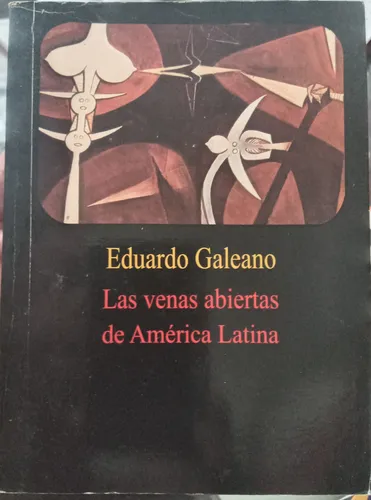 Eduardo Galeano
Las venas abiertas
de América Latina